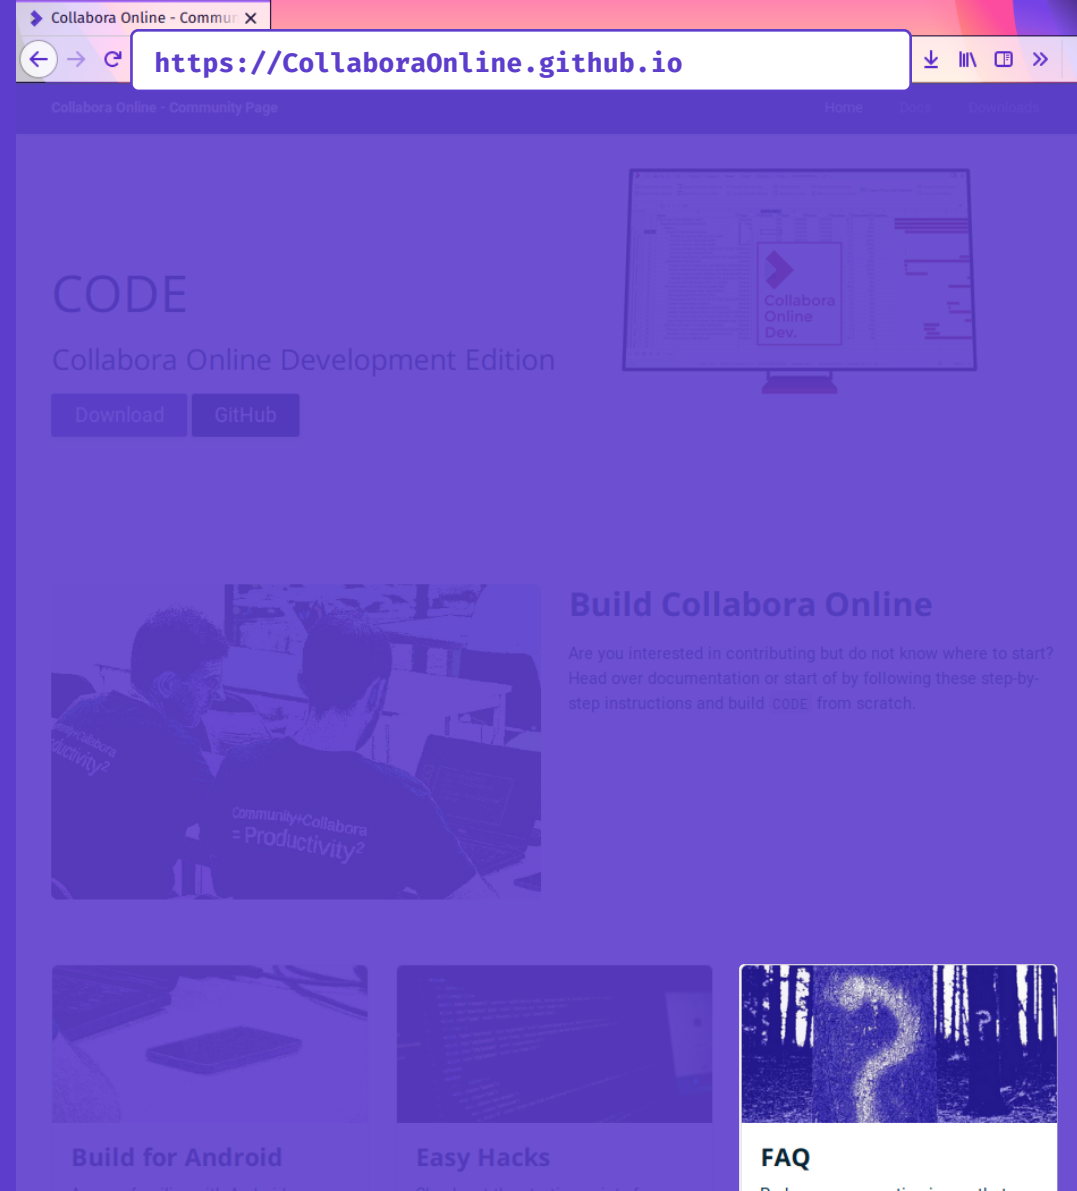 Collabora Online - Commun
https://CollaboraOnline.github.io
Collabora Online - Community Page
Home Docs Downloads
Collabora
Online
Dev.
CODE
Collabora Online Development Edition
Download GitHub
Build Collabora Online
Are you interested in contributing but do not know where to start?
Head over documentation or start of by following these step-by-
step instructions and build CODE from scratch.
Productivity²
Community+Collabora
= Productivity²
Build for Android
Easy Hacks
FAQ